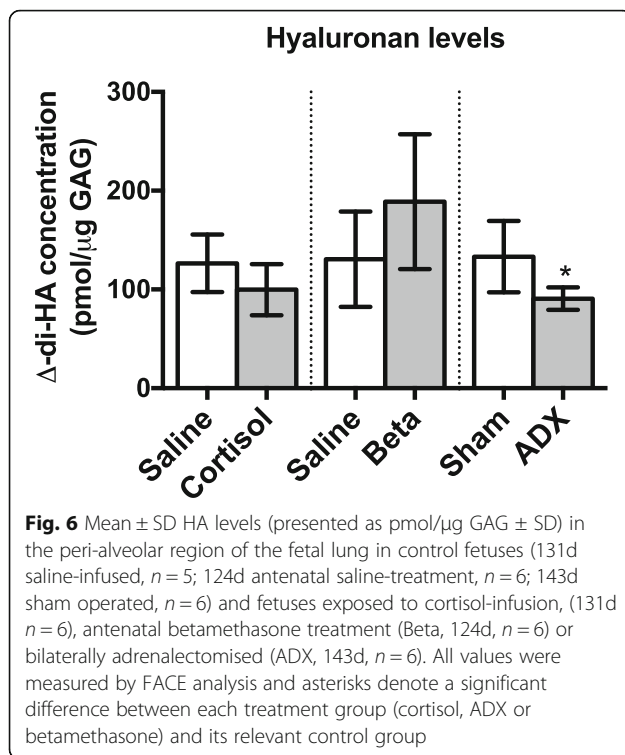 Hyaluronan levels
Δ-di-HA concentration
(pmol/µg GAG)
300
200
100
0
*
Saline
Cortisol
Saline
Beta
Sham
ADX
Fig. 6 Mean ± SD HA levels (presented as pmol/µg GAG ± SD) in
the peri-alveolar region of the fetal lung in control fetuses (131d
saline-infused, n = 5; 124d antenatal saline-treatment, n = 6; 143d
sham operated, n = 6) and fetuses exposed to cortisol-infusion, (131d
n = 6), antenatal betamethasone treatment (Beta, 124d, n = 6) or
bilaterally adrenalectomised (ADX, 143d, n = 6). All values were
measured by FACE analysis and asterisks denote a significant
difference between each treatment group (cortisol, ADX or
betamethasone) and its relevant control group